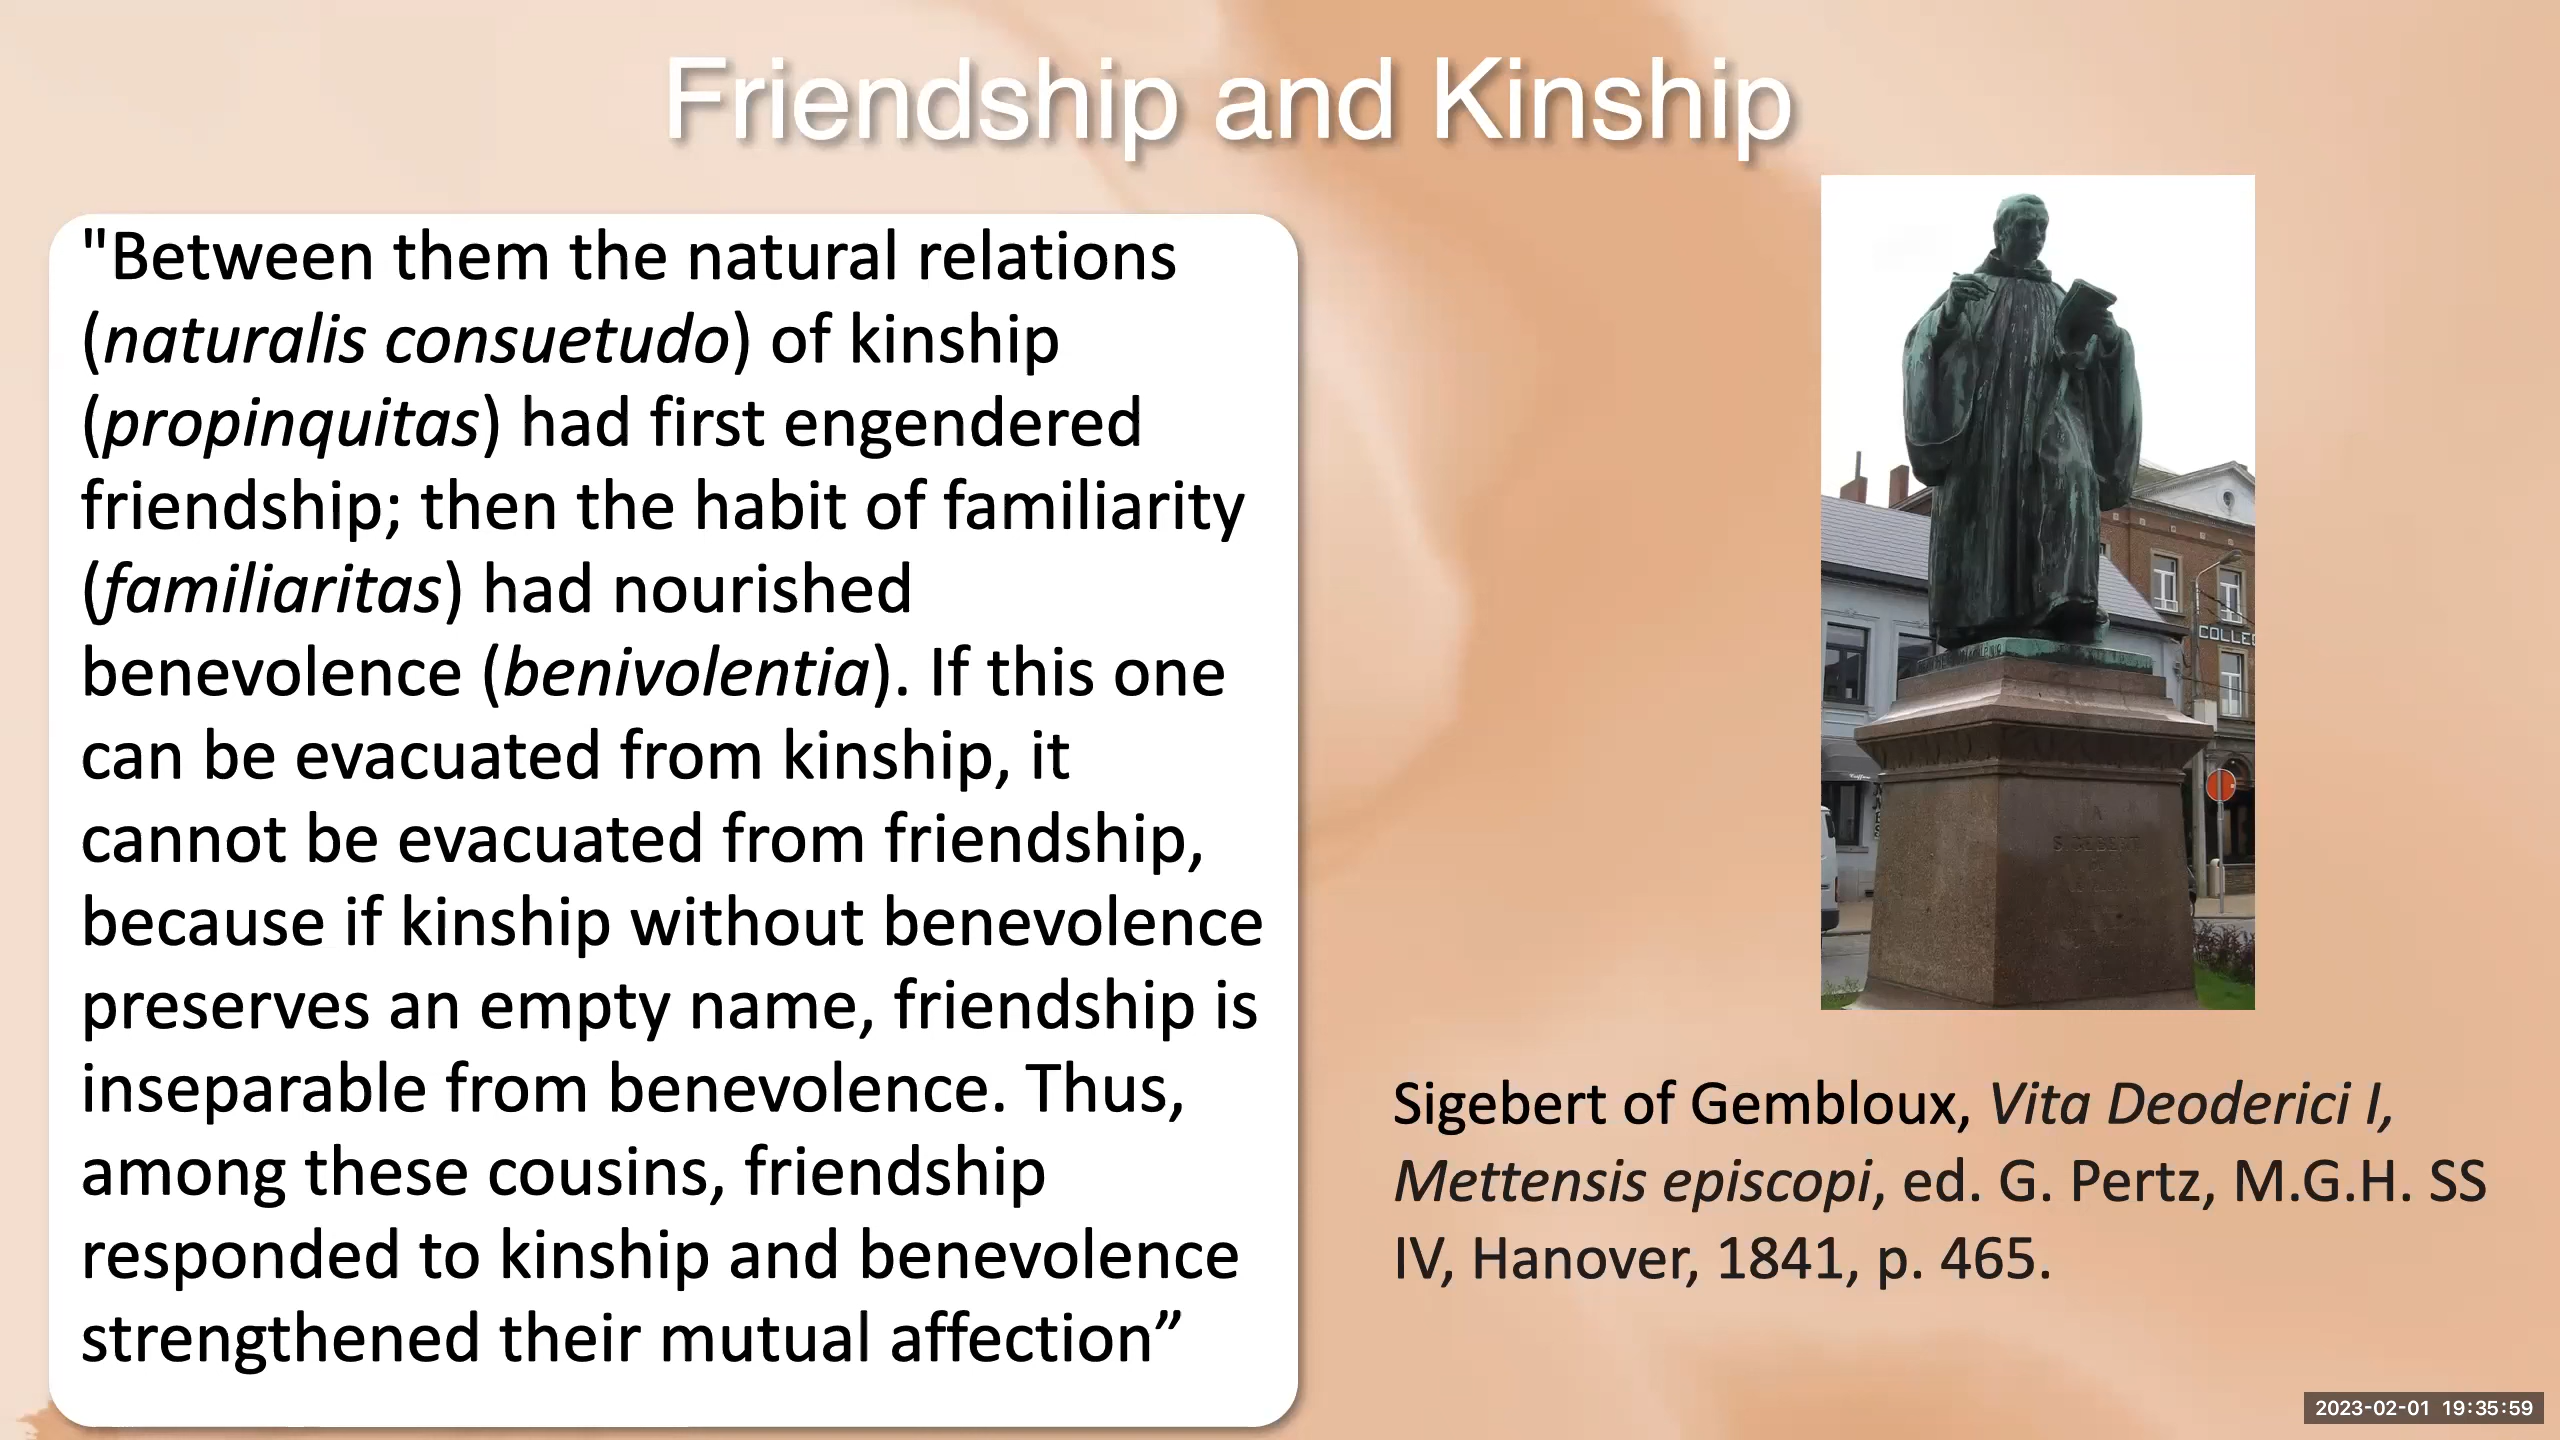 Friendship and Kinship
"Between them the natural relations
(naturalis consuetudo) of kinship
(propinquitas) had first engendered
friendship; then the habit of familiarity
(familiaritas) had nourished
benevolence (benivolentia). If this one
can be evacuated from kinship, it
cannot be evacuated from friendship,
because if kinship without benevolence
preserves an empty name, friendship is
inseparable from benevolence. Thus,
among these cousins, friendship
responded to kinship and benevolence
strengthened their mutual affection”
COLLEG
A
SIGEBERT
Sigebert of Gembloux, Vita Deoderici I,
Mettensis episcopi, ed. G. Pertz, M.G.H. SS
IV, Hanover, 1841, p. 465.
2023-02-01 19:35:59